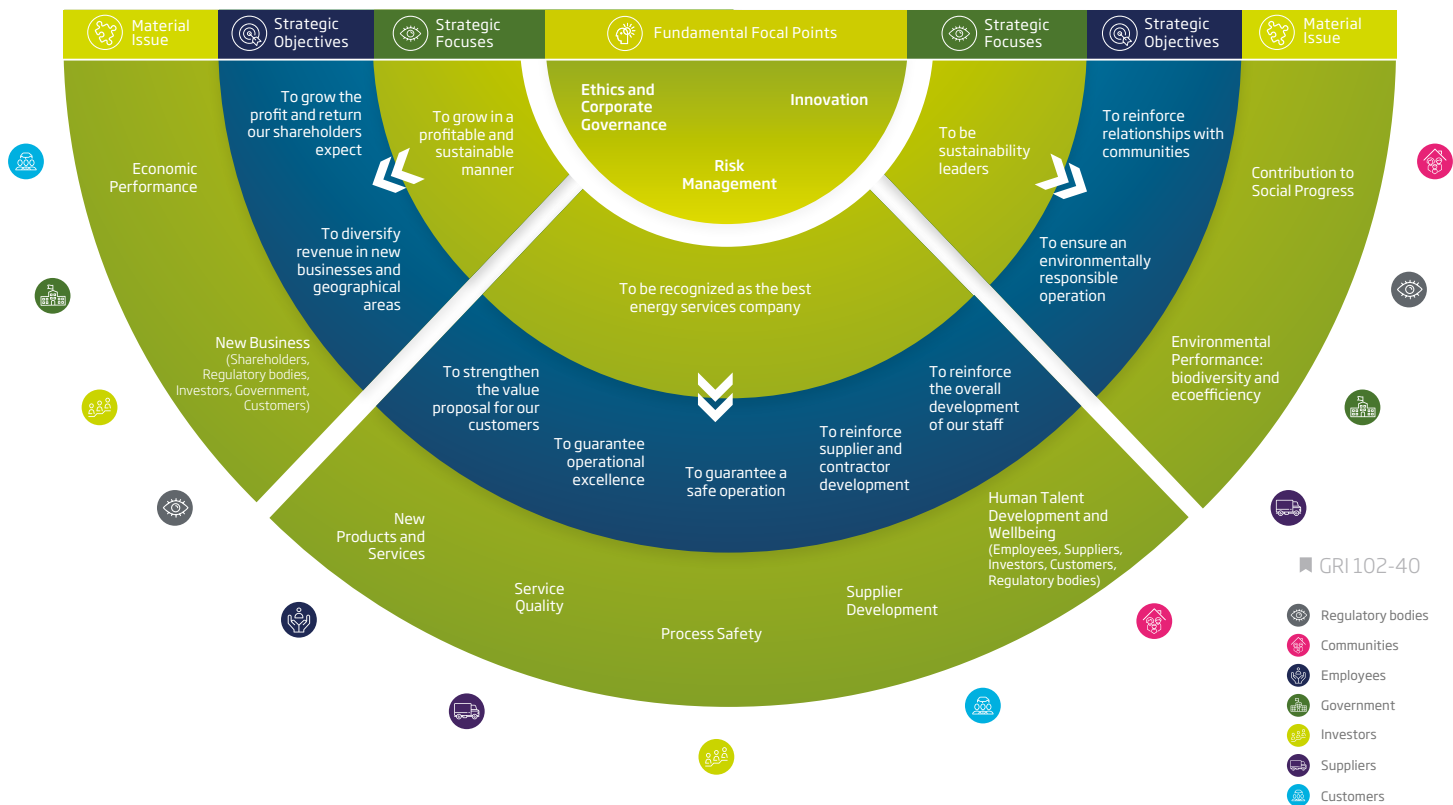 Material
Issue
Strategic
Objectives
Strategic
Focuses
Fundamental Focal Points
Strategic
Focuses
Strategic
Objectives
Material
Issue
Ethics and
Corporate
Governance
Innovation
Risk
Management
To grow in a
profitable and
sustainable
manner
To be
sustainability
leaders
To be recognized as the best
energy services company
To grow the
profit and return
our shareholders
expect
To diversify
revenue in new
businesses and
geographical
areas
To strengthen
the value
proposal for our
customers
To guarantee
operational
excellence
To guarantee a
safe operation
To reinforce
supplier and
contractor
development
To reinforce
the overall
development
of our staff
To reinforce
relationships with
communities
To ensure an
environmentally
responsible
operation
Economic
Performance
New Business
(Shareholders,
Regulatory bodies,
Investors, Government,
Customers)
New
Products and
Services
Service
Quality
Process Safety
Supplier
Development
Human Talent
Development and
Wellbeing
(Employees, Suppliers,
Investors, Customers,
Regulatory bodies)
Contribution to
Social Progress
Environmental
Performance:
biodiversity and
ecoefficiency
GRI 102-40
Regulatory bodies
Communities
Employees
Government
Investors
Suppliers
Customers